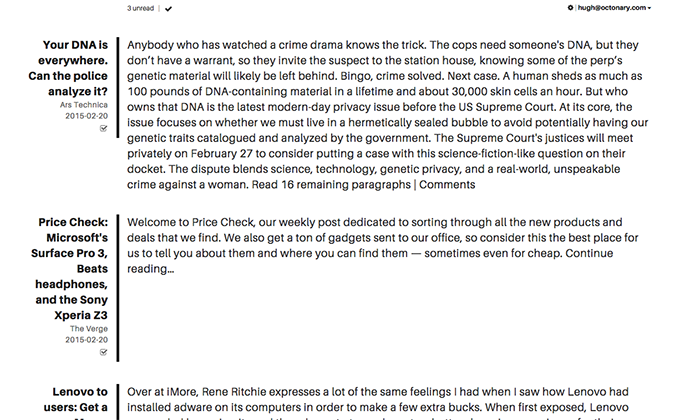 3 unread | ✔
hugh@octonary.com
Your DNA is
everywhere.
Can the police
analyze it?
Ars Technica
2015-02-20
Anybody who has watched a crime drama knows the trick. The cops need someone's DNA, but they
don’t have a warrant, so they invite the suspect to the station house, knowing some of the perp’s
genetic material will likely be left behind. Bingo, crime solved. Next case. A human sheds as much as
100 pounds of DNA-containing material in a lifetime and about 30,000 skin cells an hour. But who
owns that DNA is the latest modern-day privacy issue before the US Supreme Court. At its core, the
issue focuses on whether we must live in a hermetically sealed bubble to avoid potentially having our
genetic traits catalogued and analyzed by the government. The Supreme Court's justices will meet
privately on February 27 to consider putting a case with this science-fiction-like question on their
docket. The dispute blends science, technology, genetic privacy, and a real-world, unspeakable
crime against a woman. Read 16 remaining paragraphs | Comments
Price Check:
Microsoft's
Surface Pro 3,
Beats
headphones,
and the Sony
Xperia Z3
The Verge
2015-02-20
Welcome to Price Check, our weekly post dedicated to sorting through all the new products and
deals that we find. We also get a ton of gadgets sent to our office, so consider this the best place for
us to tell you about them and where you can find them — sometimes even for cheap. Continue
reading…
Lenovo to
users: Get a
Over at iMore, Rene Ritchie expresses a lot of the same feelings I had when I saw how Lenovo had
installed adware on its computers in order to make a few extra bucks. When first exposed, Lenovo